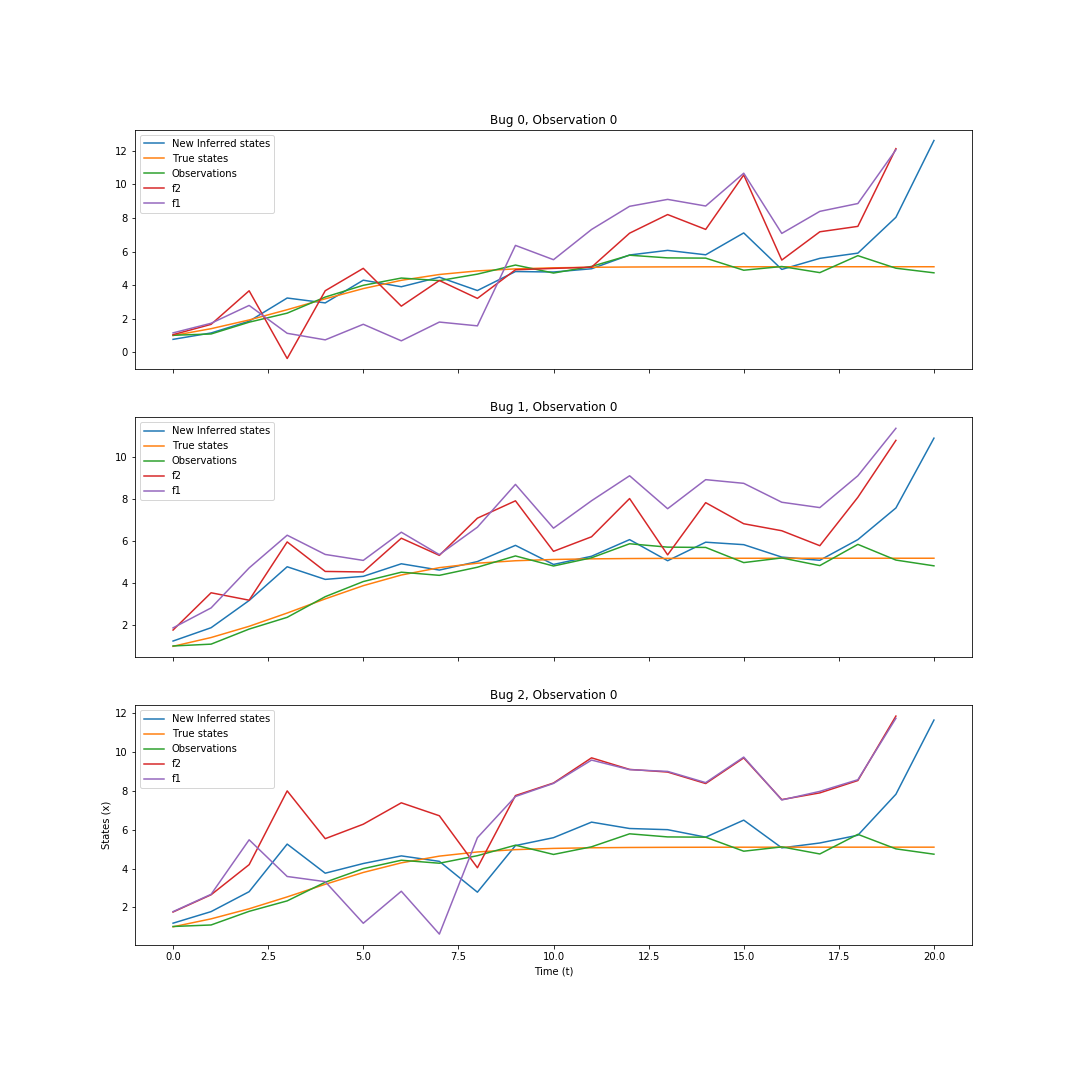 Bug 0, Observation 0
New Inferred states
True states
Observations
f2
f1
12
10
8
6
4
2
0
Bug 1, Observation 0
New Inferred states
True states
Observations
f2
f1
10
8
6
4
2
Bug 2, Observation 0
New Inferred states
True states
Observations
f2
f1
12
10
8
6
4
2
States (x)
0.0 2.5 5.0 7.5 10.0 12.5 15.0 17.5 20.0
Time (t)